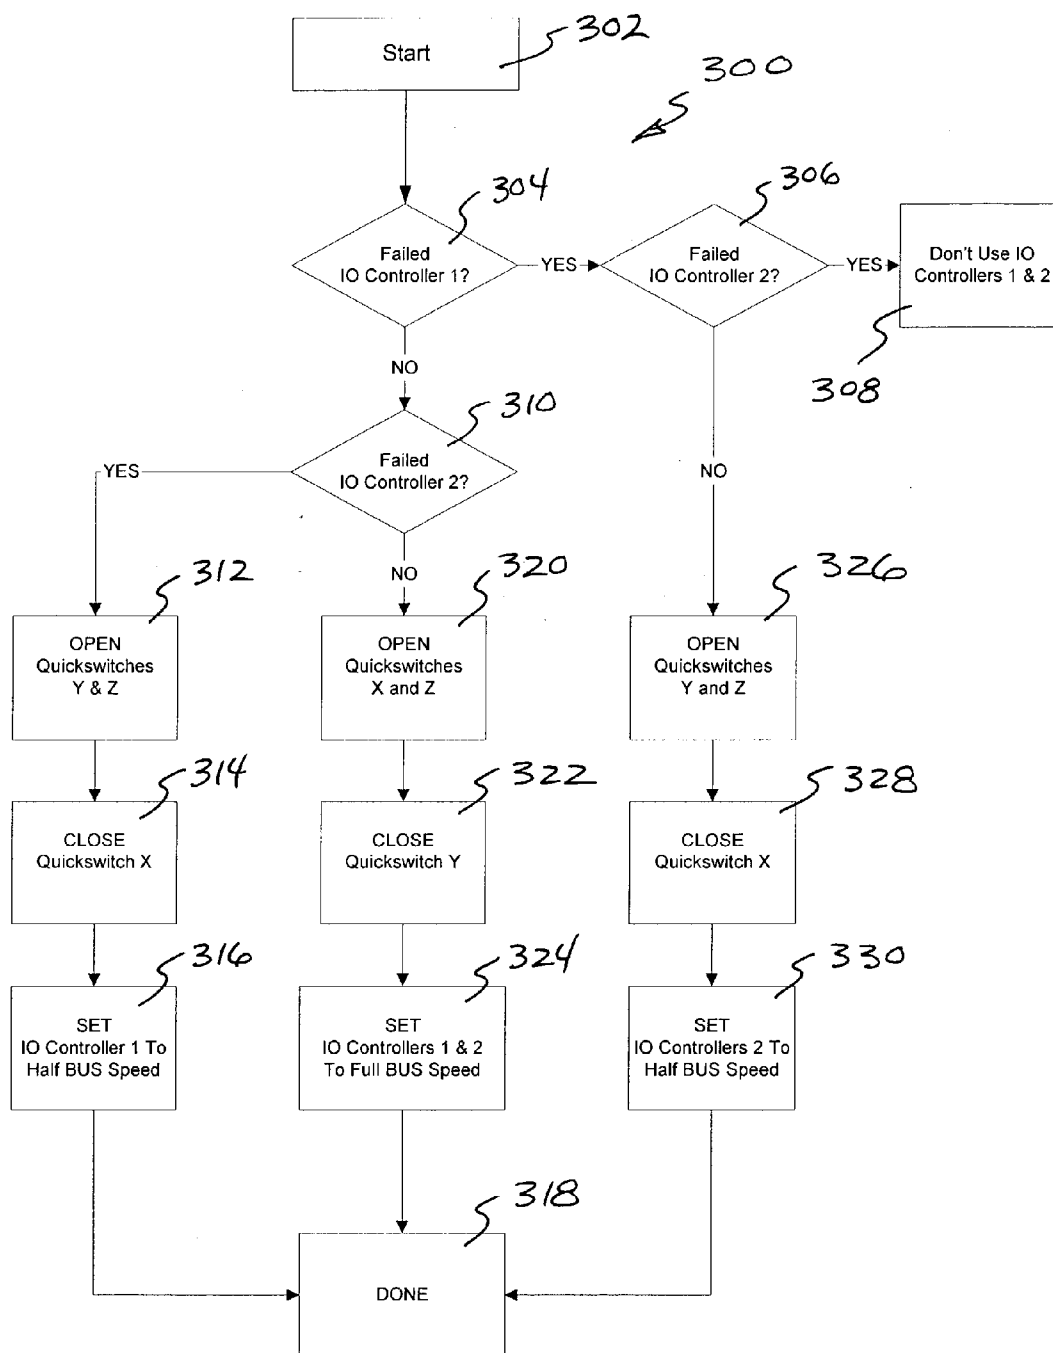 302
Start
300
304
306
Failed
IO Controller 1?
YES
Failed
IO Controller 2?
YES
Don't Use IO
Controllers 1 & 2
308
NO
310
Failed
IO Controller 2?
YES
NO
NO
312
320
326
OPEN
Quickswitches
Y & Z
OPEN
Quickswitches
X and Z
OPEN
Quickswitches
Y and Z
314
322
328
CLOSE
Quickswitch X
CLOSE
Quickswitch Y
CLOSE
Quickswitch X
316
324
330
SET
IO Controller 1 To
Half BUS Speed
SET
IO Controllers 1 & 2
To Full BUS Speed
SET
IO Controllers 2 To
Half BUS Speed
318
DONE